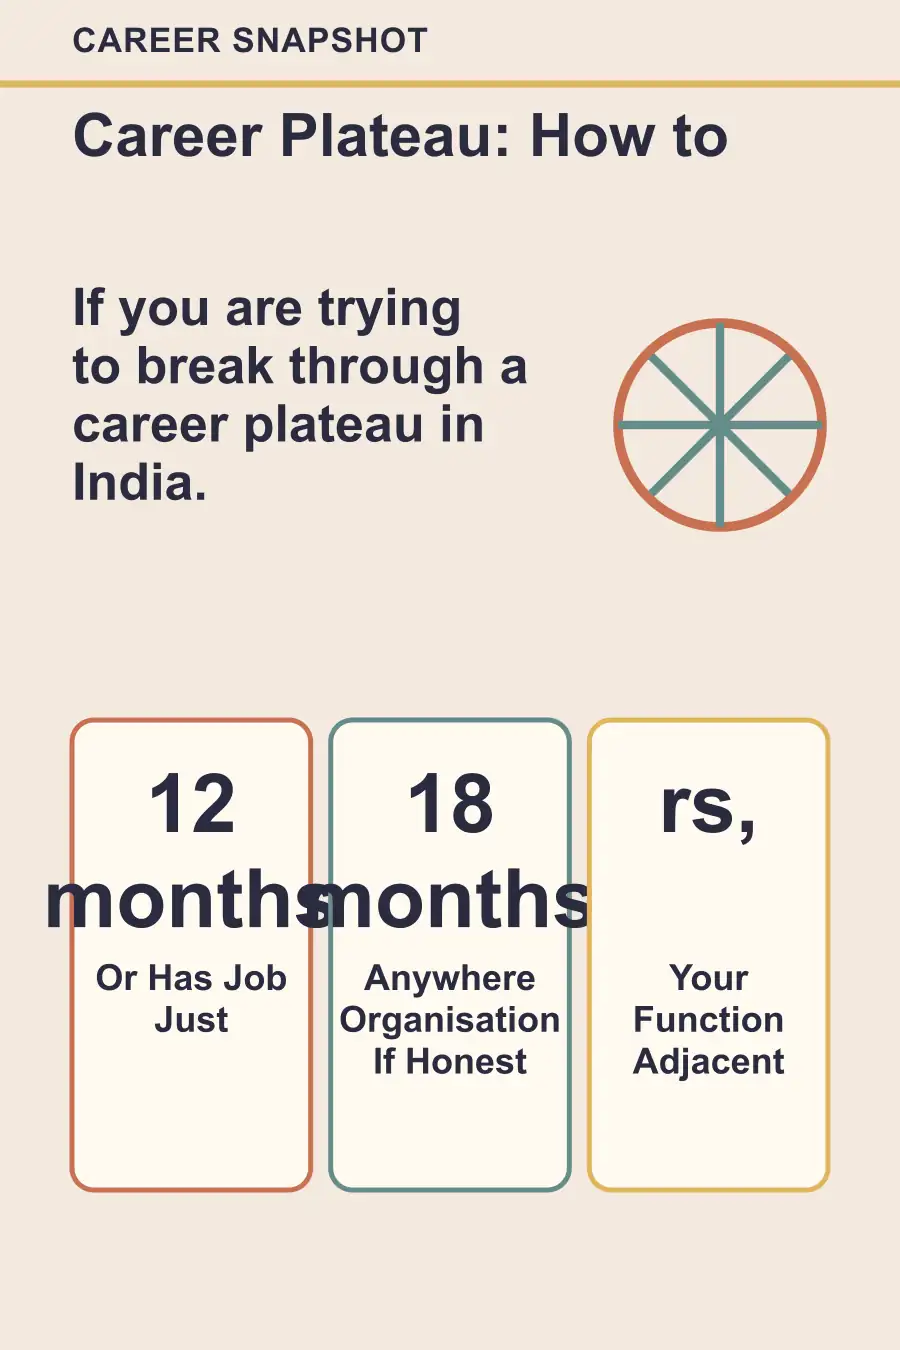 CAREER SNAPSHOT
Career Plateau: How to
If you are trying
to break through a
career plateau in
India.
12
months
Or Has Job
Just
18
months
Anywhere
Organisation
If Honest
rs,
Your
Function
Adjacent